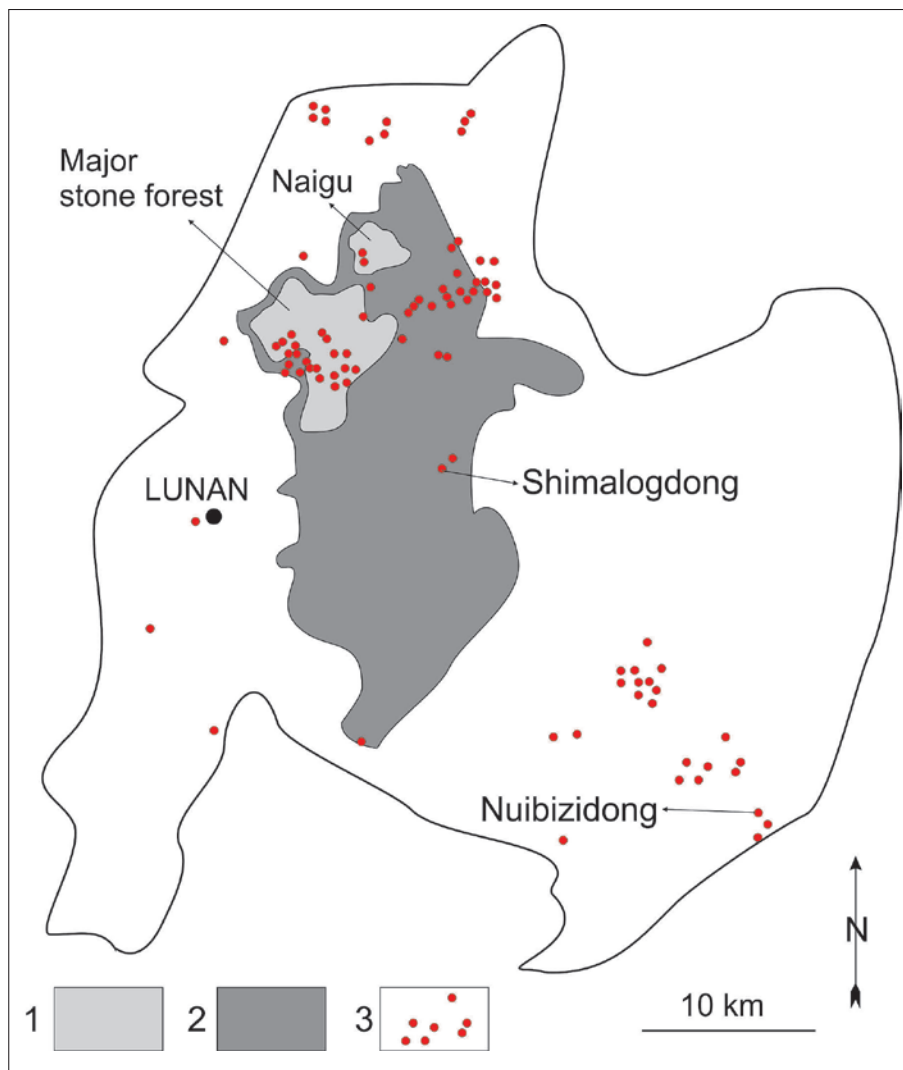 Major
stone forest
Naigu
Shimalogdong
LUNAN
Nuibizidong
N
1
2
3
10 km